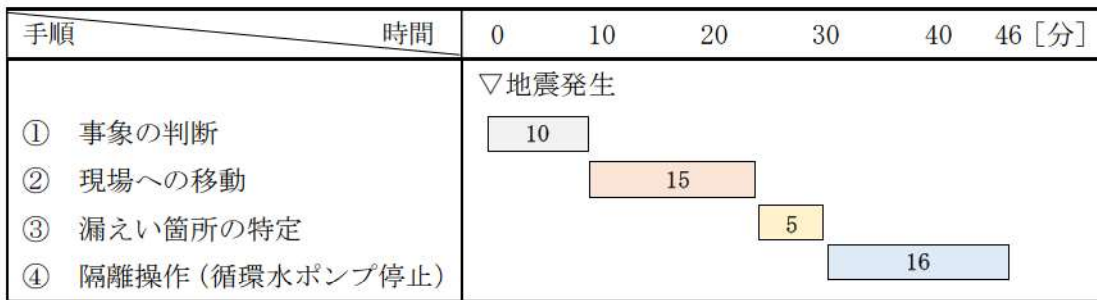 手順 時間 0 10 20 30 40 46［分］
▽地震発生
① 事象の判断 10
② 現場への移動 15
③ 漏えい箇所の特定 5
④ 隔離操作（循環水ポンプ停止） 16